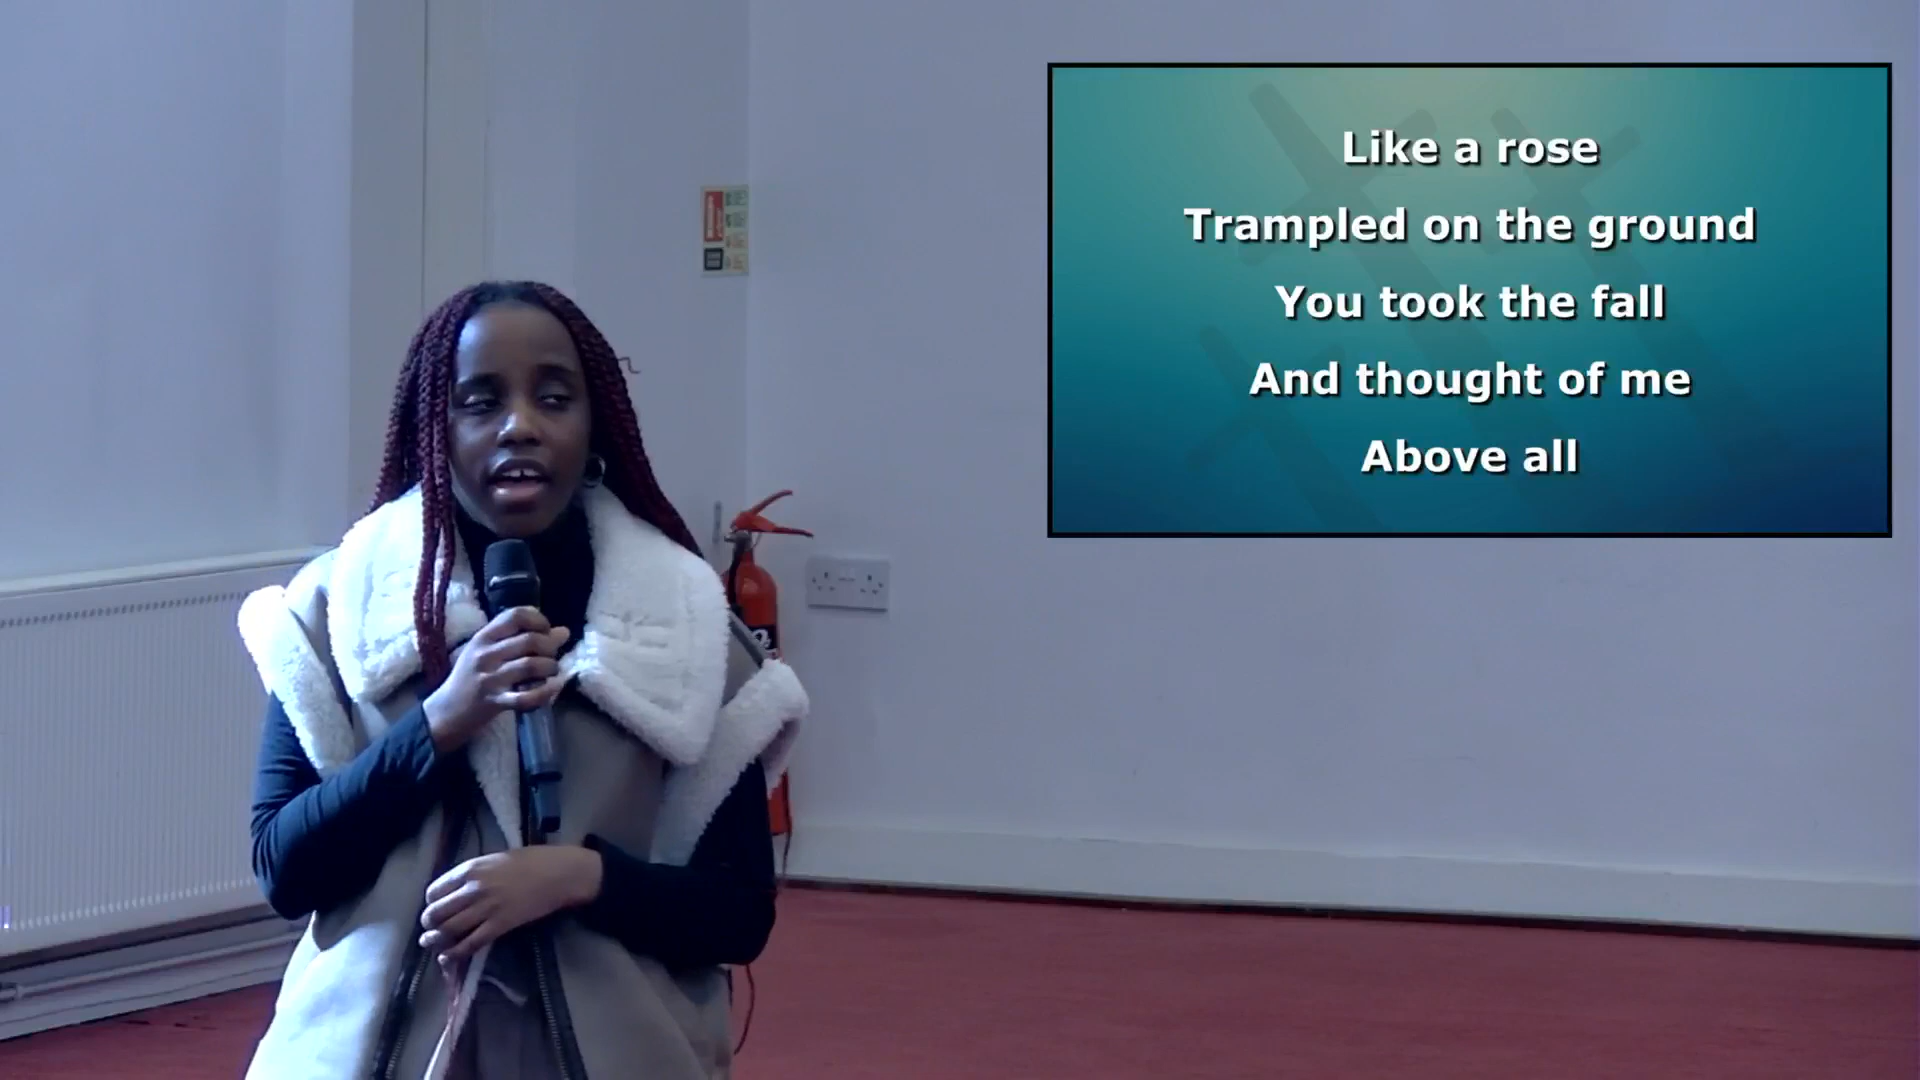 Like a rose
Trampled on the ground
You took the fall
And thought of me
Above all